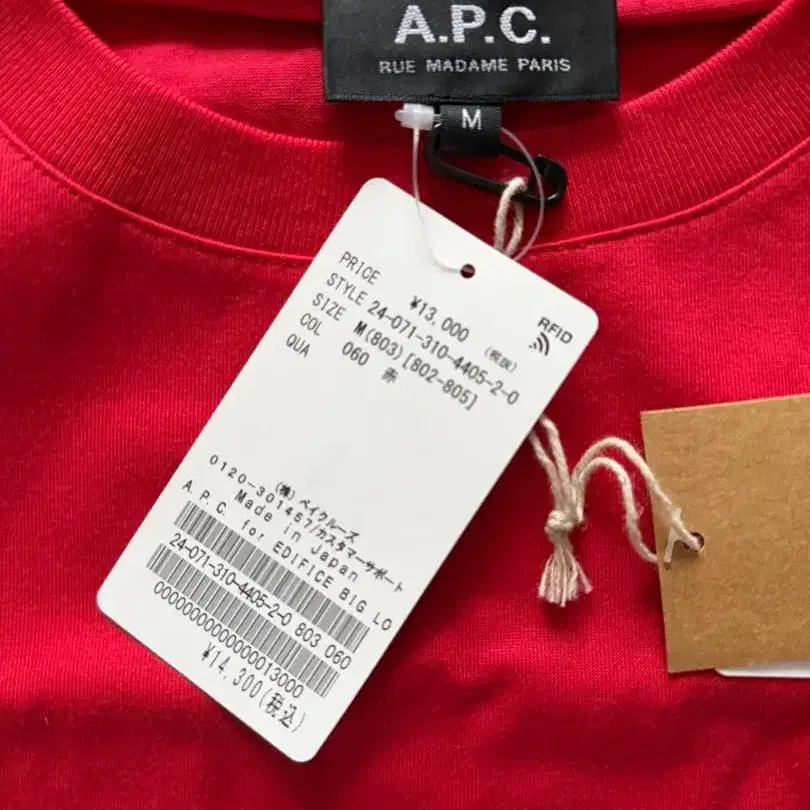 A.P.C.
RUE MADAME PARIS
M
RFID
PRICE ¥13,000 (税抜)
STYLE 24-071-310-4405-2-0
SIZE M(803)[802-805]
COL 060 赤
QUA
(株) ベイクルーズ
0120-301457/カスタマーサポート
Made in Japan
A.P.C. for EDIFICE BIG LO
24-071-310-4405-2-0 803 060
0000000000000013000
¥14,300(税込)